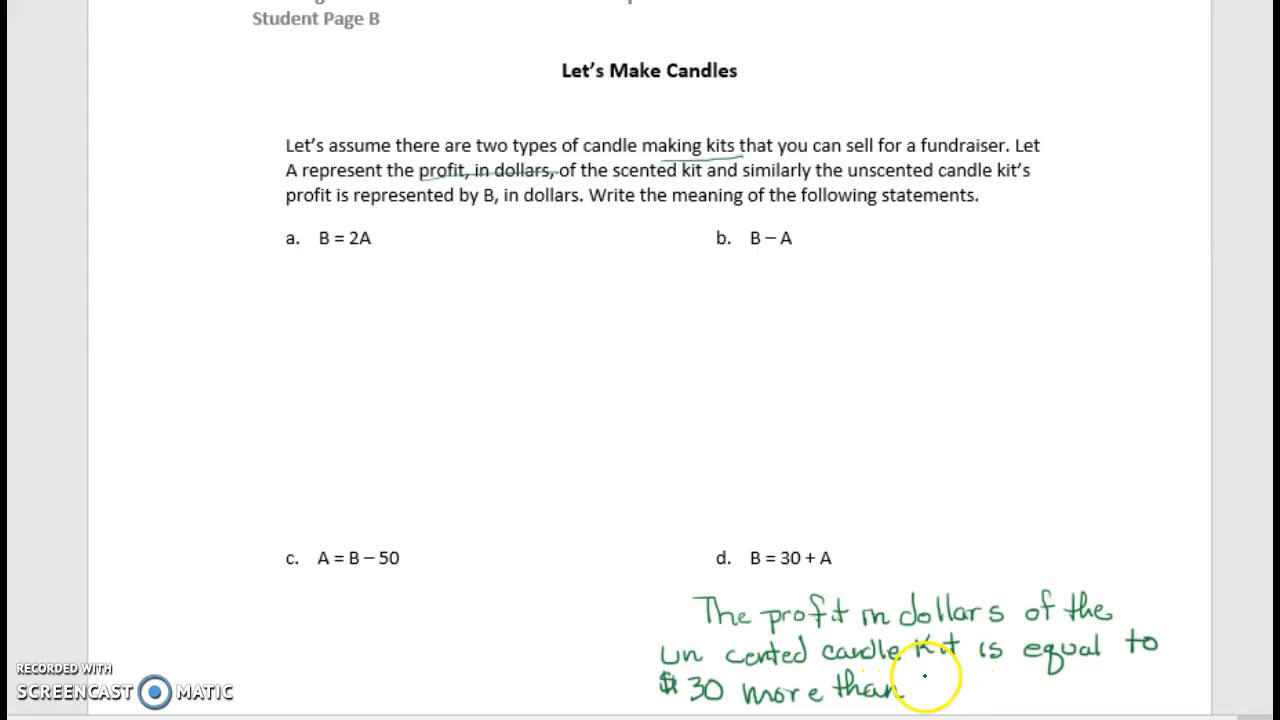 Student Page B
Let's Make Candles
Let's assume there are two types of candle making kits that you can sell for a fundraiser. Let
A represent the profit, in dollars, of the scented kit and similarly the unscented candle kit's
profit is represented by B, in dollars. Write the meaning of the following statements.
a. B = 2A
b. B – A
c. A = B – 50
d. B = 30 + A
The profit in dollars of the
un cented candle Kit is equal to
$ 30 more than
RECORDED WITH
SCREENCAST MATIC